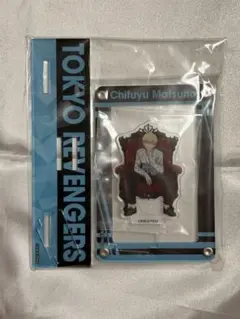 TOKYO REVENGERS
Chifuyu Matsuno